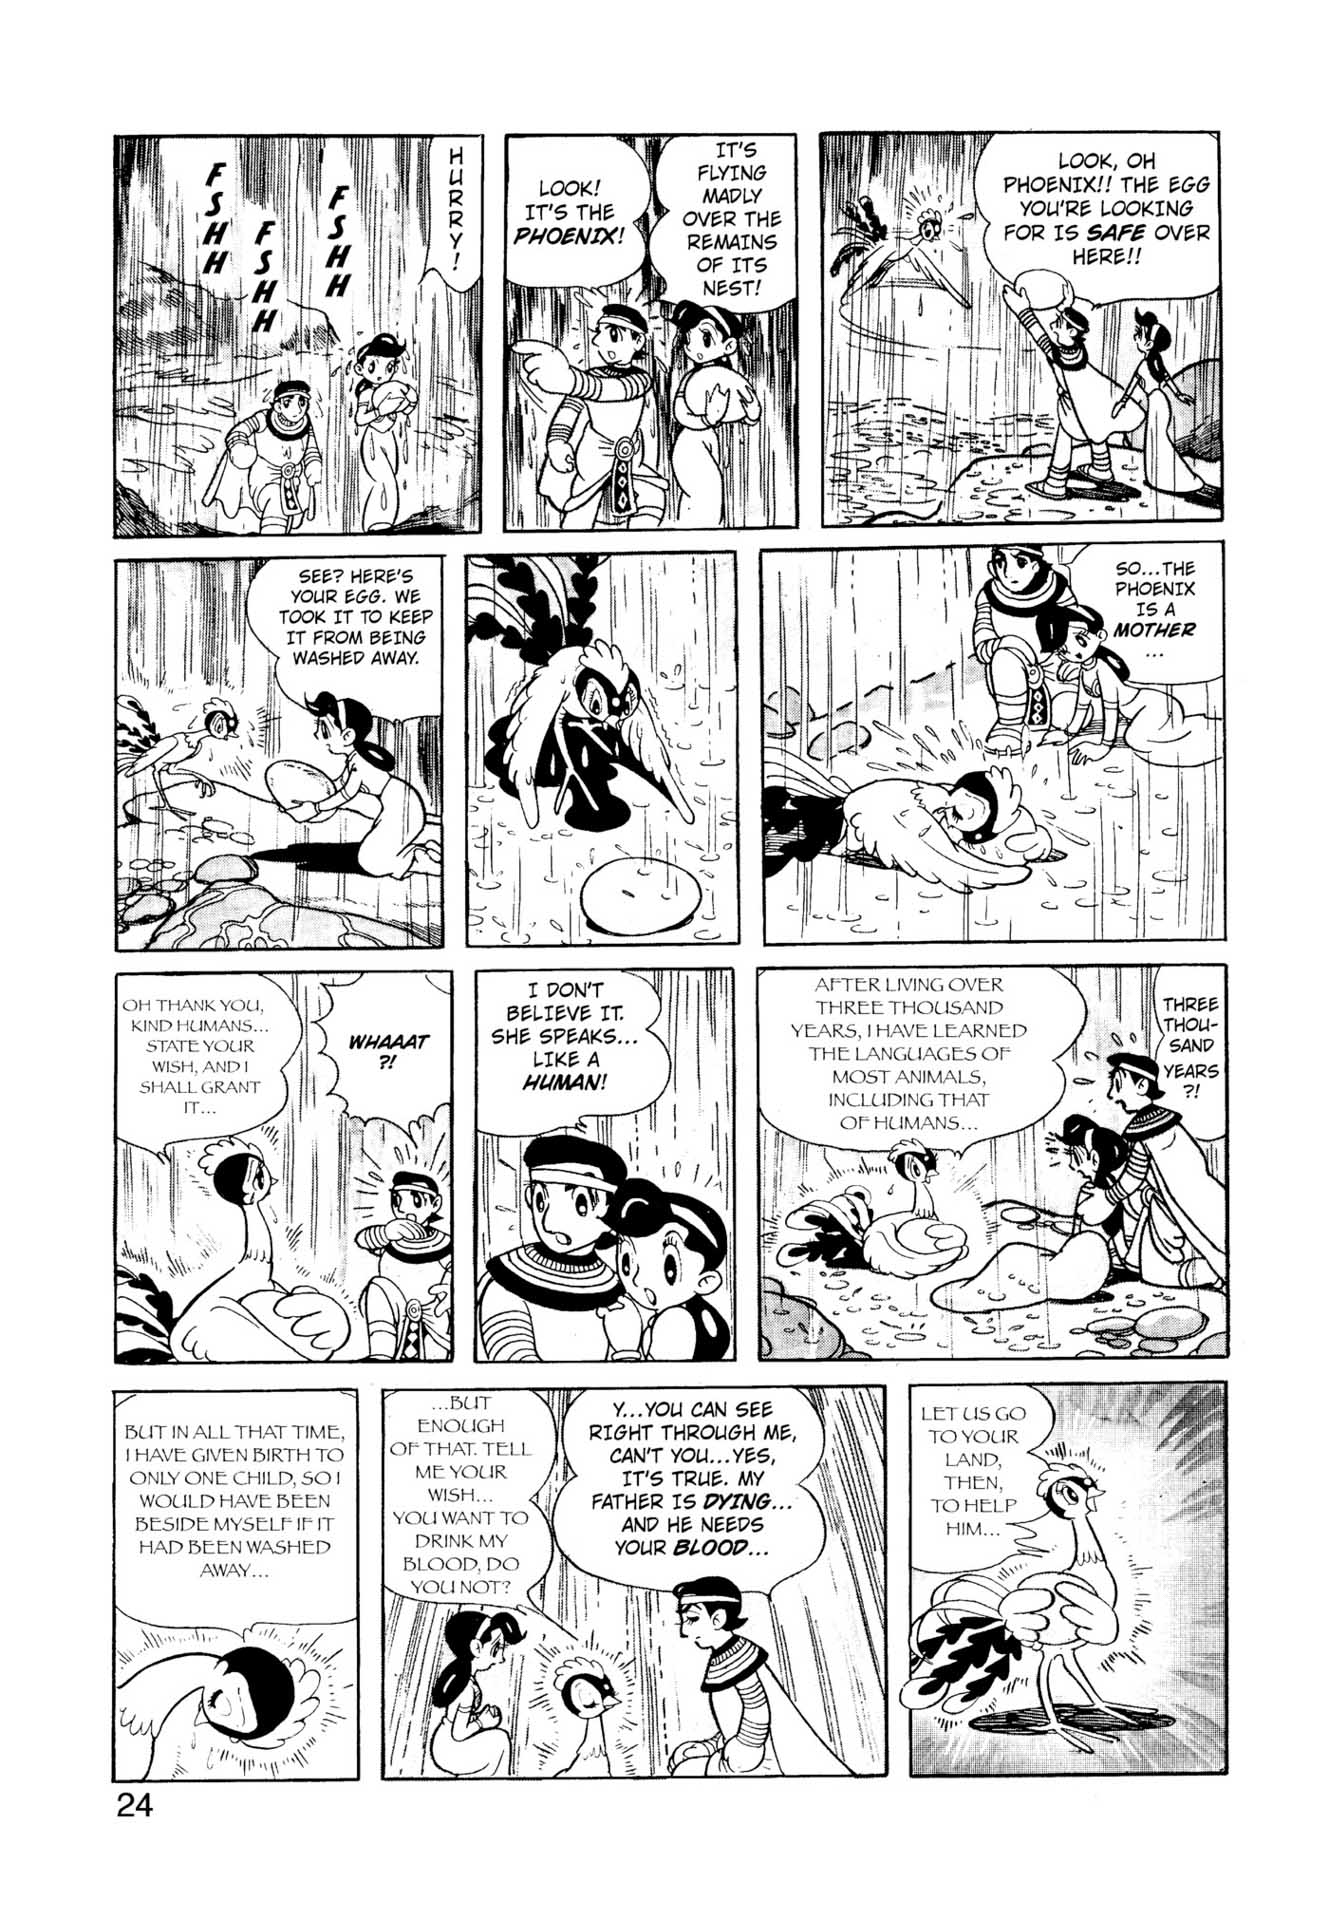 HURRY!
FSHH
FSHH
FSHH
LOOK!
IT'S THE
PHOENIX!
IT'S
FLYING
MADLY
OVER THE
REMAINS
OF ITS
NEST!
LOOK, OH
PHOENIX!! THE EGG
YOU'RE LOOKING
FOR IS SAFE OVER
HERE!!
SEE? HERE'S
YOUR EGG. WE
TOOK IT TO KEEP
IT FROM BEING
WASHED AWAY.
SO...THE
PHOENIX
IS A
MOTHER
...
OH THANK YOU,
KIND HUMANS...
STATE YOUR
WISH, AND I
SHALL GRANT
IT...
WHAAAT
?!
I DON'T
BELIEVE IT.
SHE SPEAKS...
LIKE A
HUMAN!
AFTER LIVING OVER
THREE THOUSAND
YEARS, I HAVE LEARNED
THE LANGUAGES OF
MOST ANIMALS,
INCLUDING THAT
OF HUMANS...
THREE
THOU-
SAND
YEARS
?!
BUT IN ALL THAT TIME,
I HAVE GIVEN BIRTH TO
ONLY ONE CHILD, SO I
WOULD HAVE BEEN
BESIDE MYSELF IF IT
HAD BEEN WASHED
AWAY...
...BUT
ENOUGH
OF THAT. TELL
ME YOUR
WISH...
YOU WANT TO
DRINK MY
BLOOD, DO
YOU NOT?
Y...YOU CAN SEE
RIGHT THROUGH ME,
CAN'T YOU...YES,
IT'S TRUE. MY
FATHER IS DYING...
AND HE NEEDS
YOUR BLOOD...
LET US GO
TO YOUR
LAND,
THEN,
TO HELP
HIM...
24